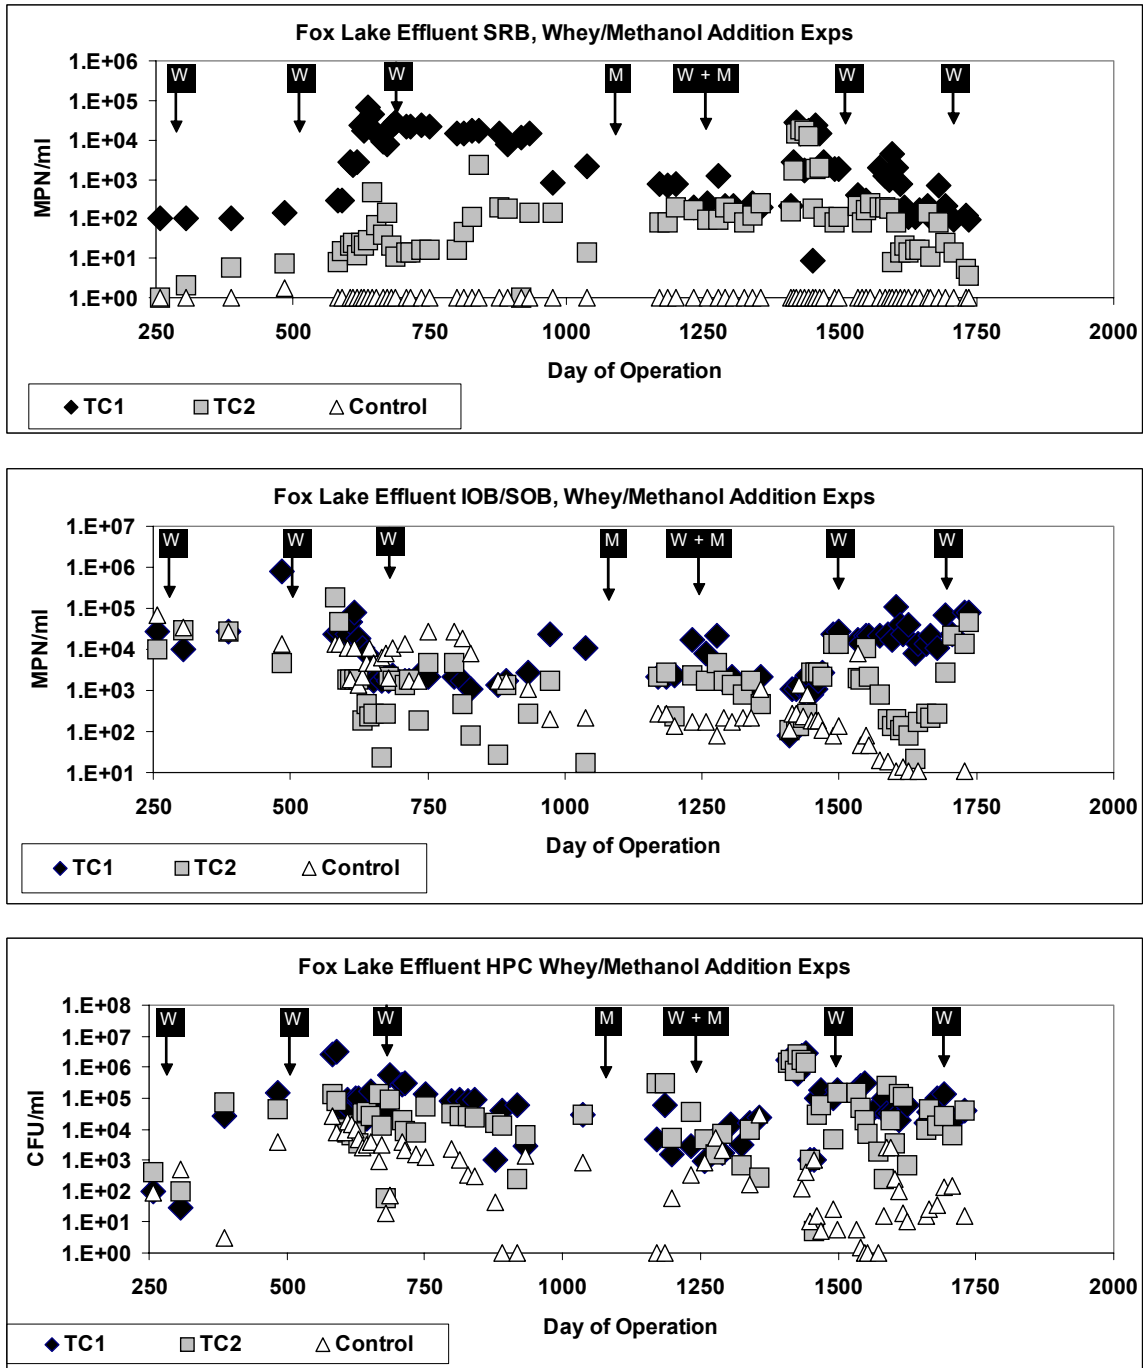 Fox Lake Effluent SRB, Whey/Methanol Addition Exps
1.E+06
W W W M W + M W W
1.E+05
1.E+04
1.E+03
1.E+02
1.E+01
1.E+00
MPN/ml
250 500 750 1000 1250 1500 1750 2000
Day of Operation
TC1 TC2 Control
Fox Lake Effluent IOB/SOB, Whey/Methanol Addition Exps
1.E+07
W W W M W + M W W
1.E+06
1.E+05
1.E+04
1.E+03
1.E+02
1.E+01
MPN/ml
250 500 750 1000 1250 1500 1750 2000
Day of Operation
TC1 TC2 Control
Fox Lake Effluent HPC Whey/Methanol Addition Exps
1.E+08
W W W M W + M W W
1.E+07
1.E+06
1.E+05
1.E+04
1.E+03
1.E+02
1.E+01
1.E+00
CFU/ml
250 500 750 1000 1250 1500 1750 2000
Day of Operation
TC1 TC2 Control